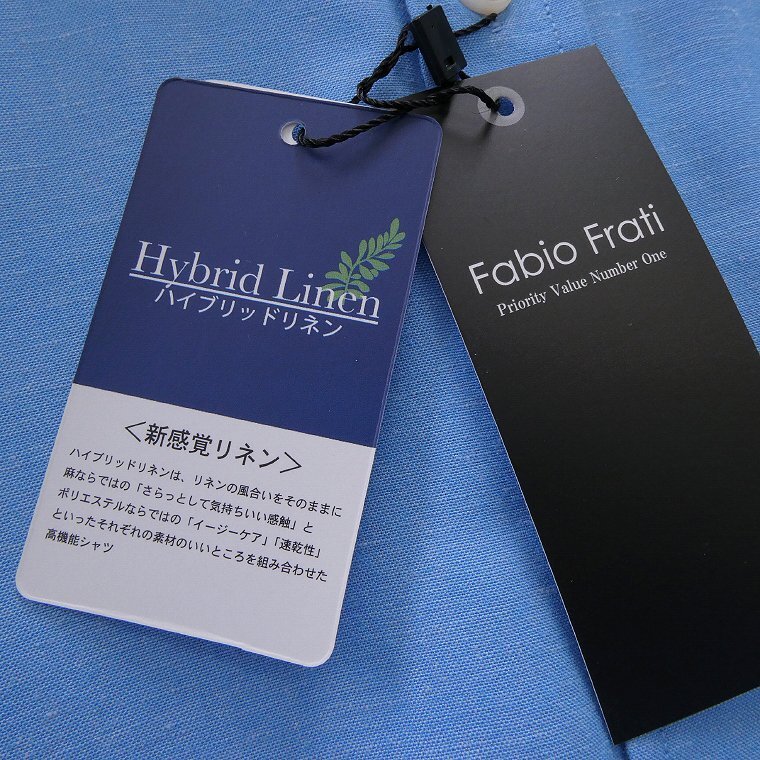 Hybrid Linen
ハイブリッドリネン
＜新感覚リネン＞
ハイブリッドリネンは、リネンの風合いをそのままに
麻ならではの「さらっとして気持ちいい感触」と
ポリエステルならではの「イージーケア」「速乾性」
といったそれぞれの素材のいいところを組み合わせた
高機能シャツ
Fabio Frati
Priority Value Number One